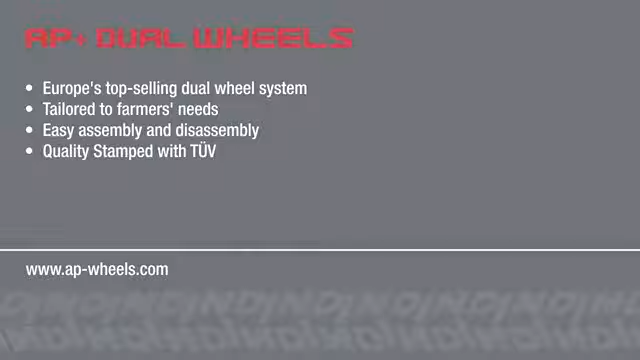 AP+ DUAL WHEELS
• Europe's top-selling dual wheel system
• Tailored to farmers' needs
• Easy assembly and disassembly
• Quality Stamped with TÜV
www.ap-wheels.com